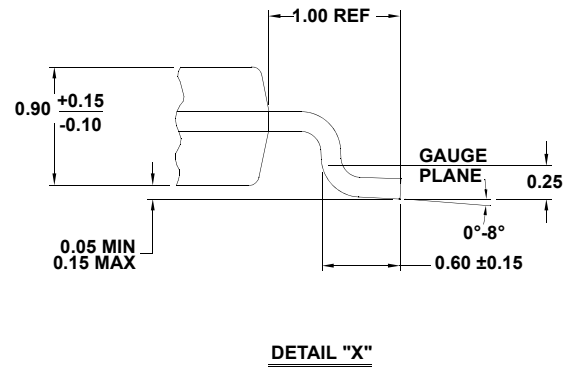 1.00 REF
0.90 +0.15
-0.10
GAUGE
PLANE
0.25
0°-8°
0.05 MIN
0.15 MAX
0.60 ±0.15
DETAIL "X"